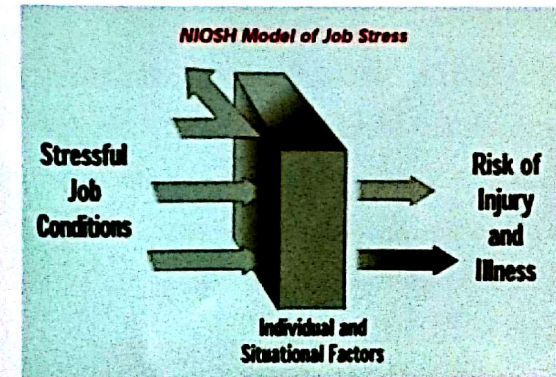 NIOSH Model of Job Stress
Stressful
Job
Conditions
Risk of
Injury
and
Illness
Individual and
Situational Factors